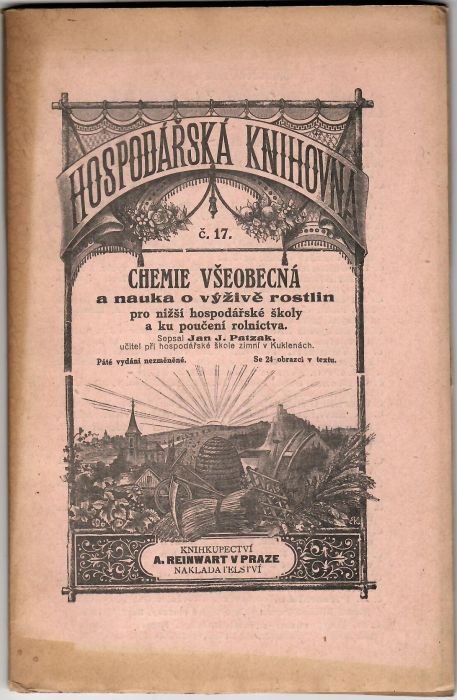 HOSPODÁŘSKÁ KNIHOVNA
č. 17.
CHEMIE VŠEOBECNÁ
a nauka o výživě rostlin
pro nižší hospodářské školy
a ku poučení rolnictva.
Sepsal Jan J. Patzak,
učitel při hospodářské škole zimní v Kuklenách.
Páté vydání nezměněné. Se 24 obrazci v textu.
KNIHKUPECTVÍ
A. REINWART V PRAZE
NAKLADATELSTVÍ